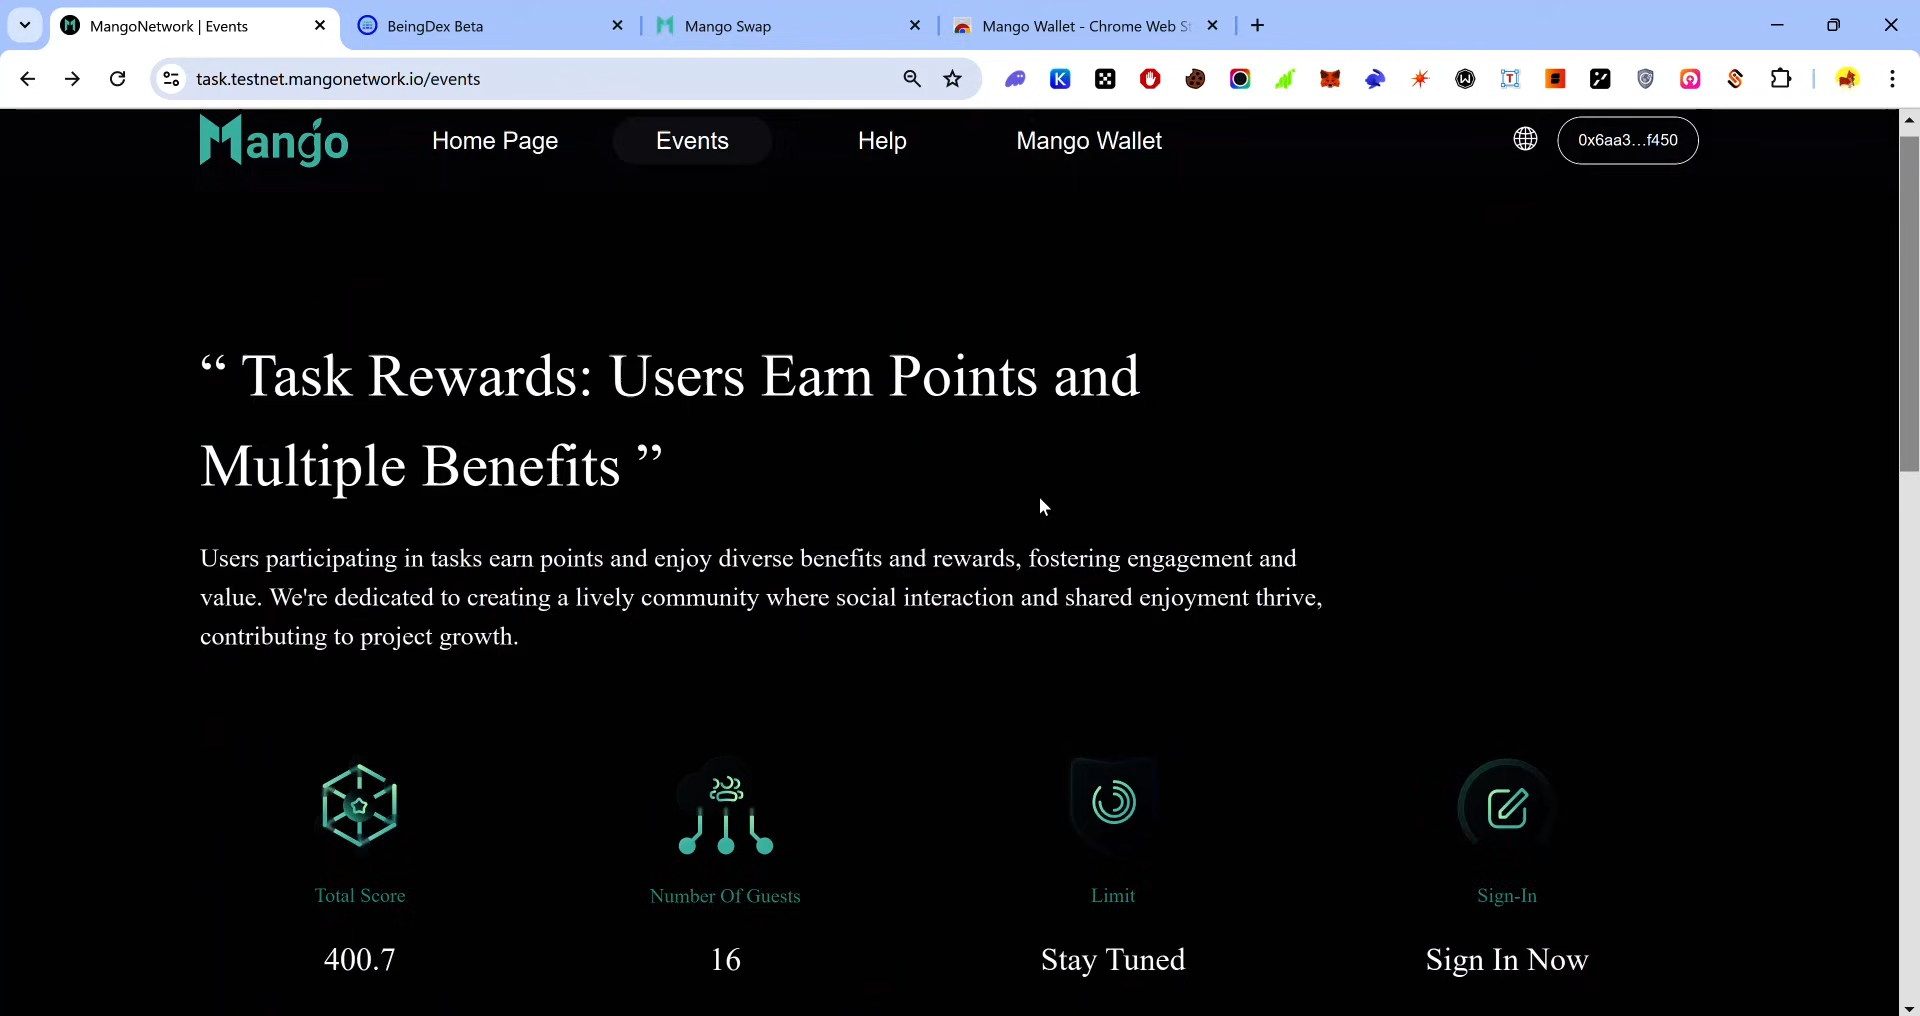 MangoNetwork | Events
BeingDex Beta
Mango Swap
Mango Wallet - Chrome Web St
task.testnet.mangonetwork.io/events
Mango
Home Page
Events
Help
Mango Wallet
0x6aa3...f450
“ Task Rewards: Users Earn Points and
Multiple Benefits ”
Users participating in tasks earn points and enjoy diverse benefits and rewards, fostering engagement and
value. We're dedicated to creating a lively community where social interaction and shared enjoyment thrive,
contributing to project growth.
Total Score
Number Of Guests
Limit
Sign-In
400.7
16
Stay Tuned
Sign In Now